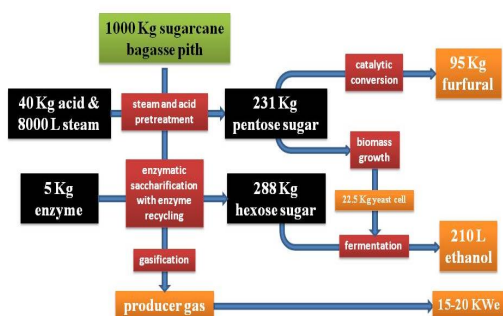 1000 Kg sugarcane
bagasse pith
40 Kg acid &
8000 L steam
steam and acid
pretreatment
231 Kg
pentose sugar
catalytic
conversion
95 Kg
furfural
biomass
growth
5 Kg
enzyme
enzymatic
saccharification
with enzyme
recycling
288 Kg
hexose sugar
22.5 Kg yeast cell
fermentation
210 L
ethanol
gasification
producer gas
15-20 KWe